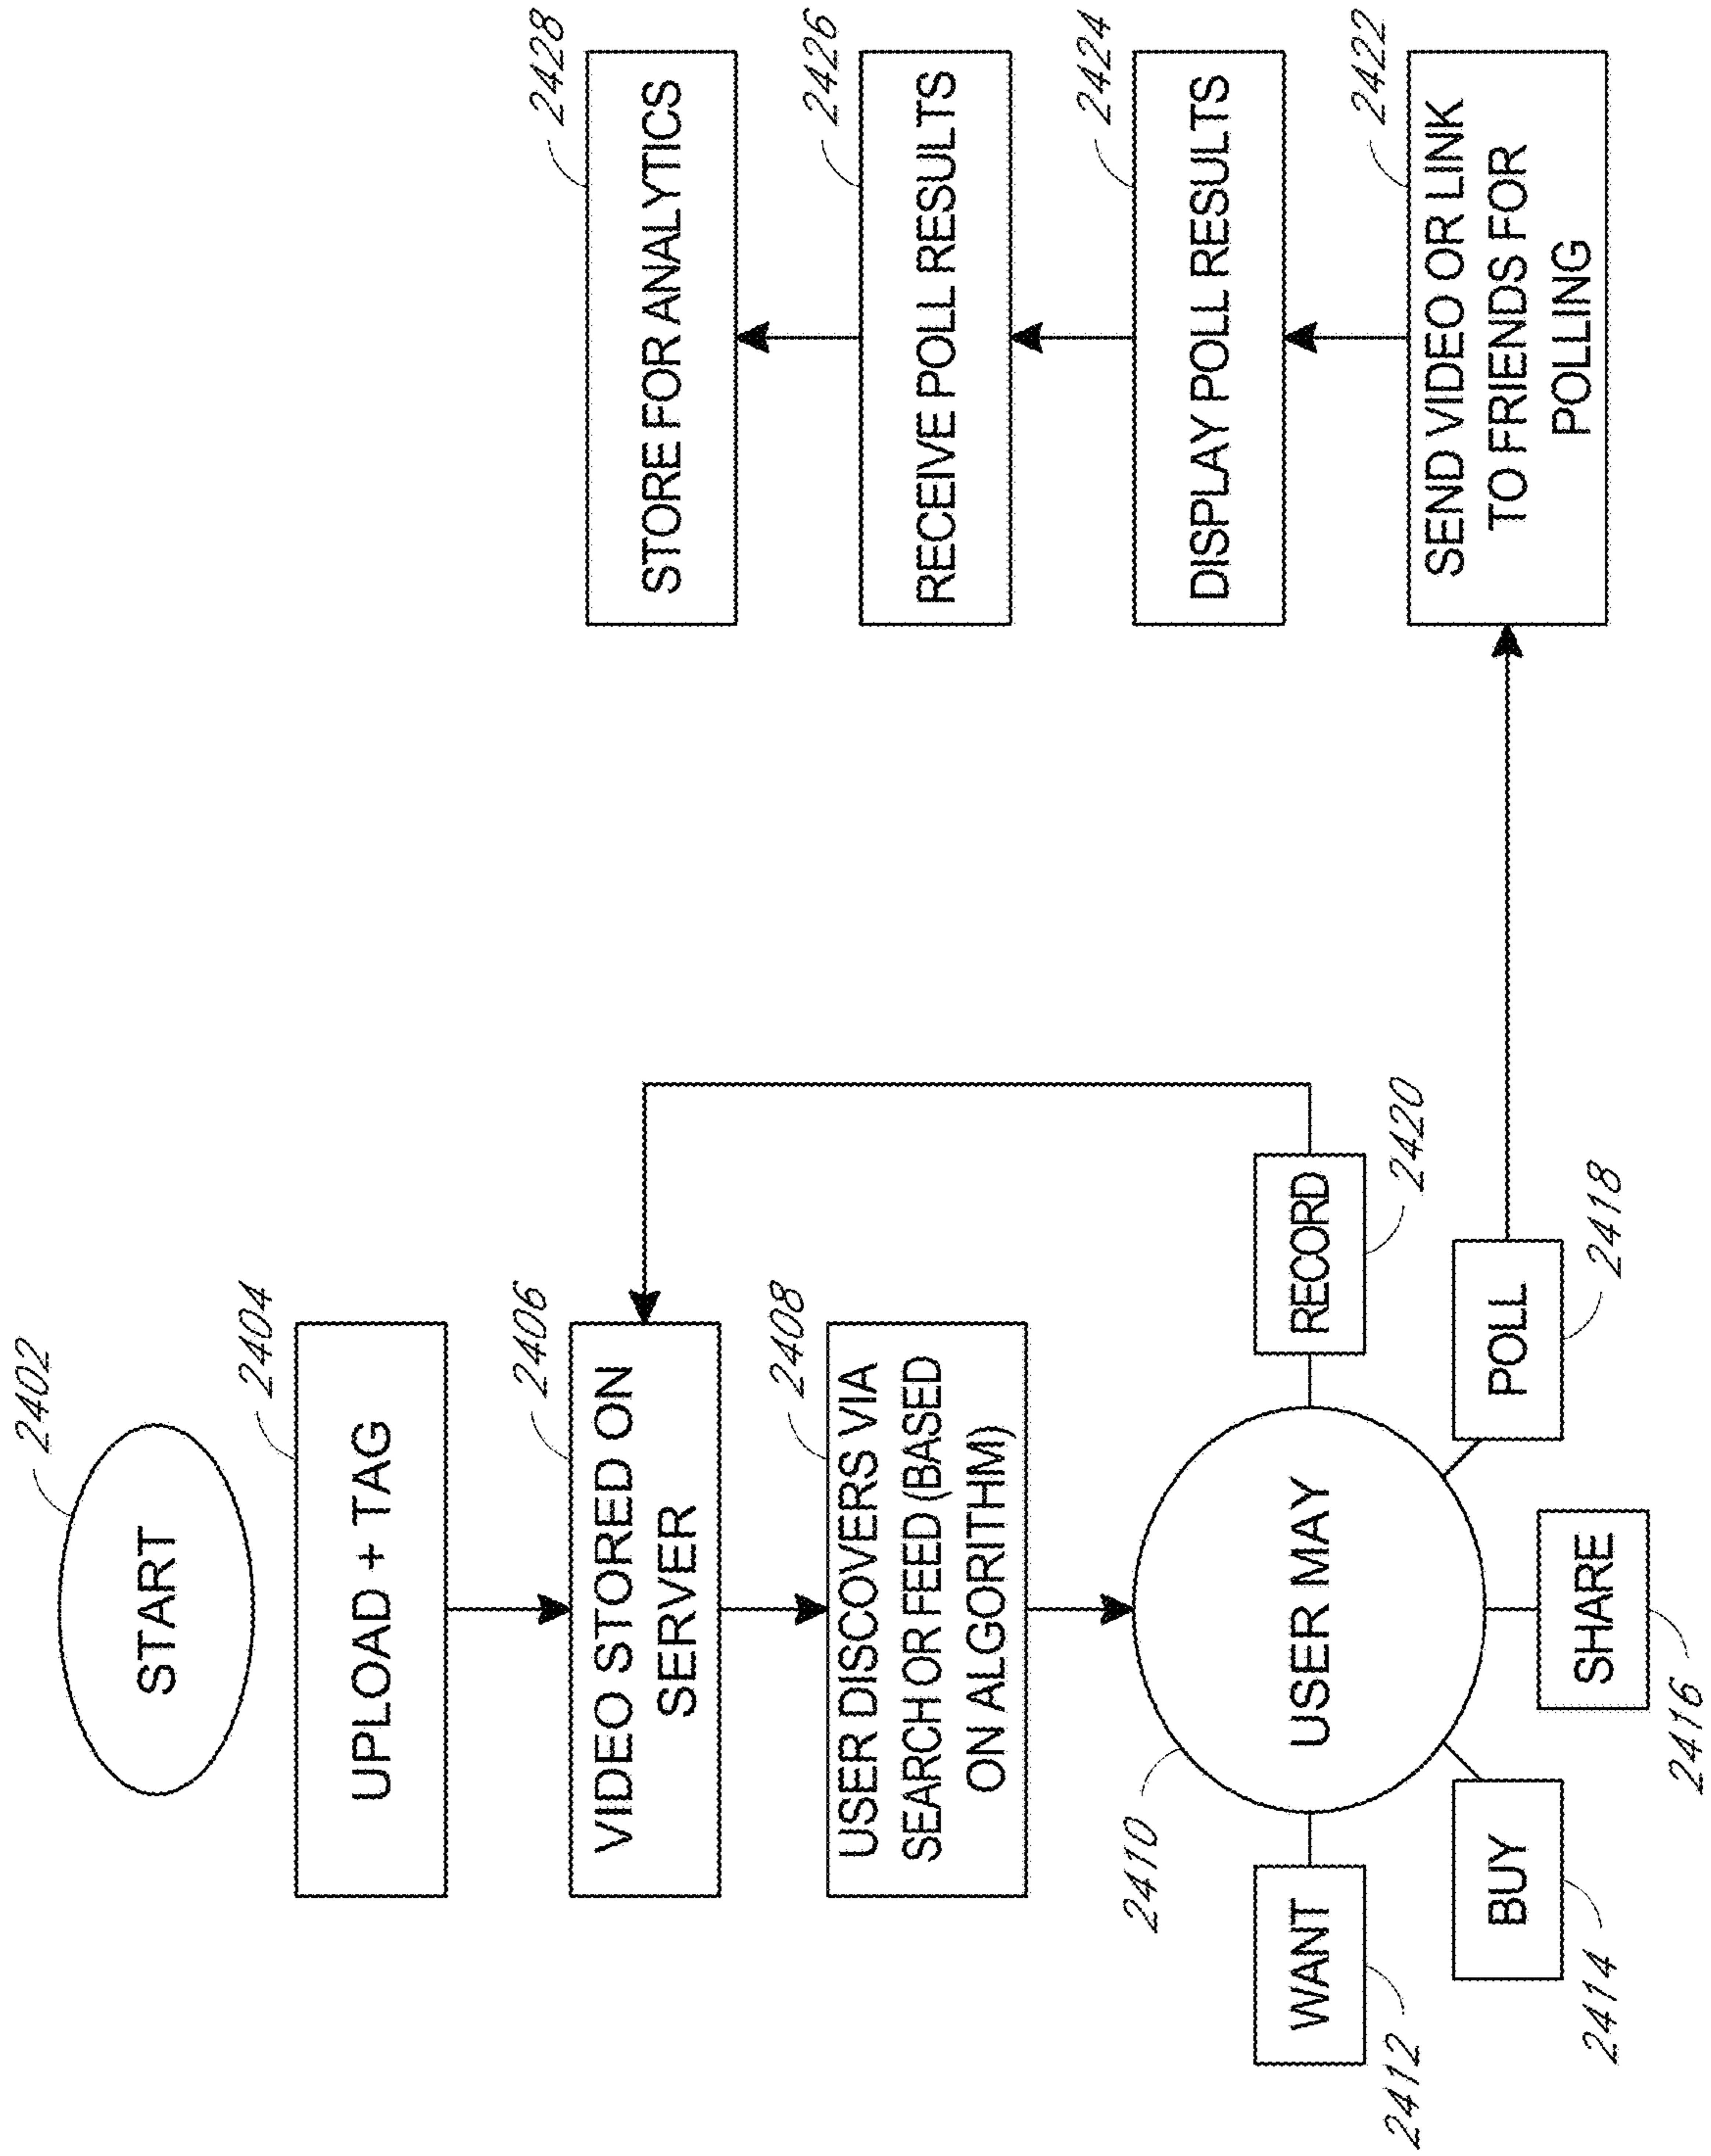 2402
START
2404
UPLOAD + TAG
2406
VIDEO STORED ON
SERVER
2408
USER DISCOVERS VIA
SEARCH OR FEED (BASED
ON ALGORITHM)
2410
USER MAY
WANT
2412
BUY
2414
SHARE
2416
POLL
2418
RECORD
2420
2422
SEND VIDEO OR LINK
TO FRIENDS FOR
POLLING
2424
DISPLAY POLL RESULTS
2426
RECEIVE POLL RESULTS
2428
STORE FOR ANALYTICS